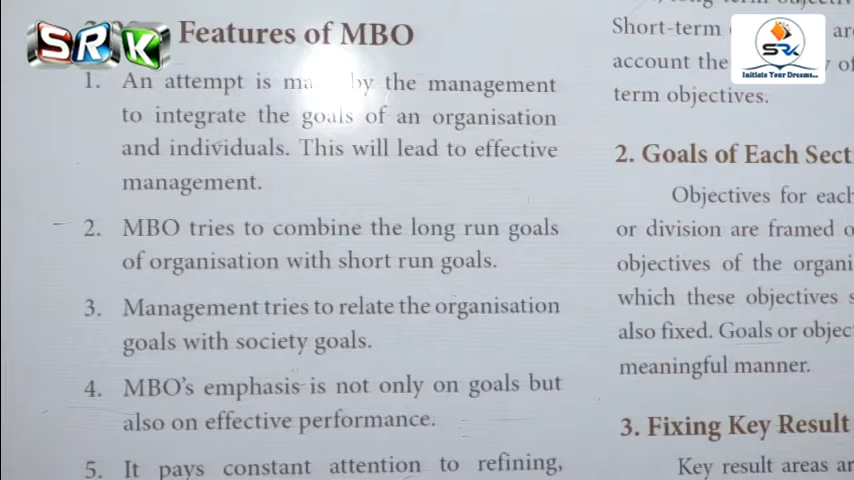 SRK
Features of MBO
1. An attempt is by the management
to integrate the goals of an organisation
and individuals. This will lead to effective
management.
2. MBO tries to combine the long run goals
of organisation with short run goals.
3. Management tries to relate the organisation
goals with society goals.
4. MBO's emphasis is not only on goals but
also on effective performance.
5. It pays constant attention to refining,
Short-term
account the
term objectives.
2. Goals of Each Sect
Objectives for each
or division are framed
objectives of the organi
which these objectives
also fixed. Goals or objec
meaningful manner.
3. Fixing Key Result
Key result areas ar
SRK
Initiate Your Dreams...